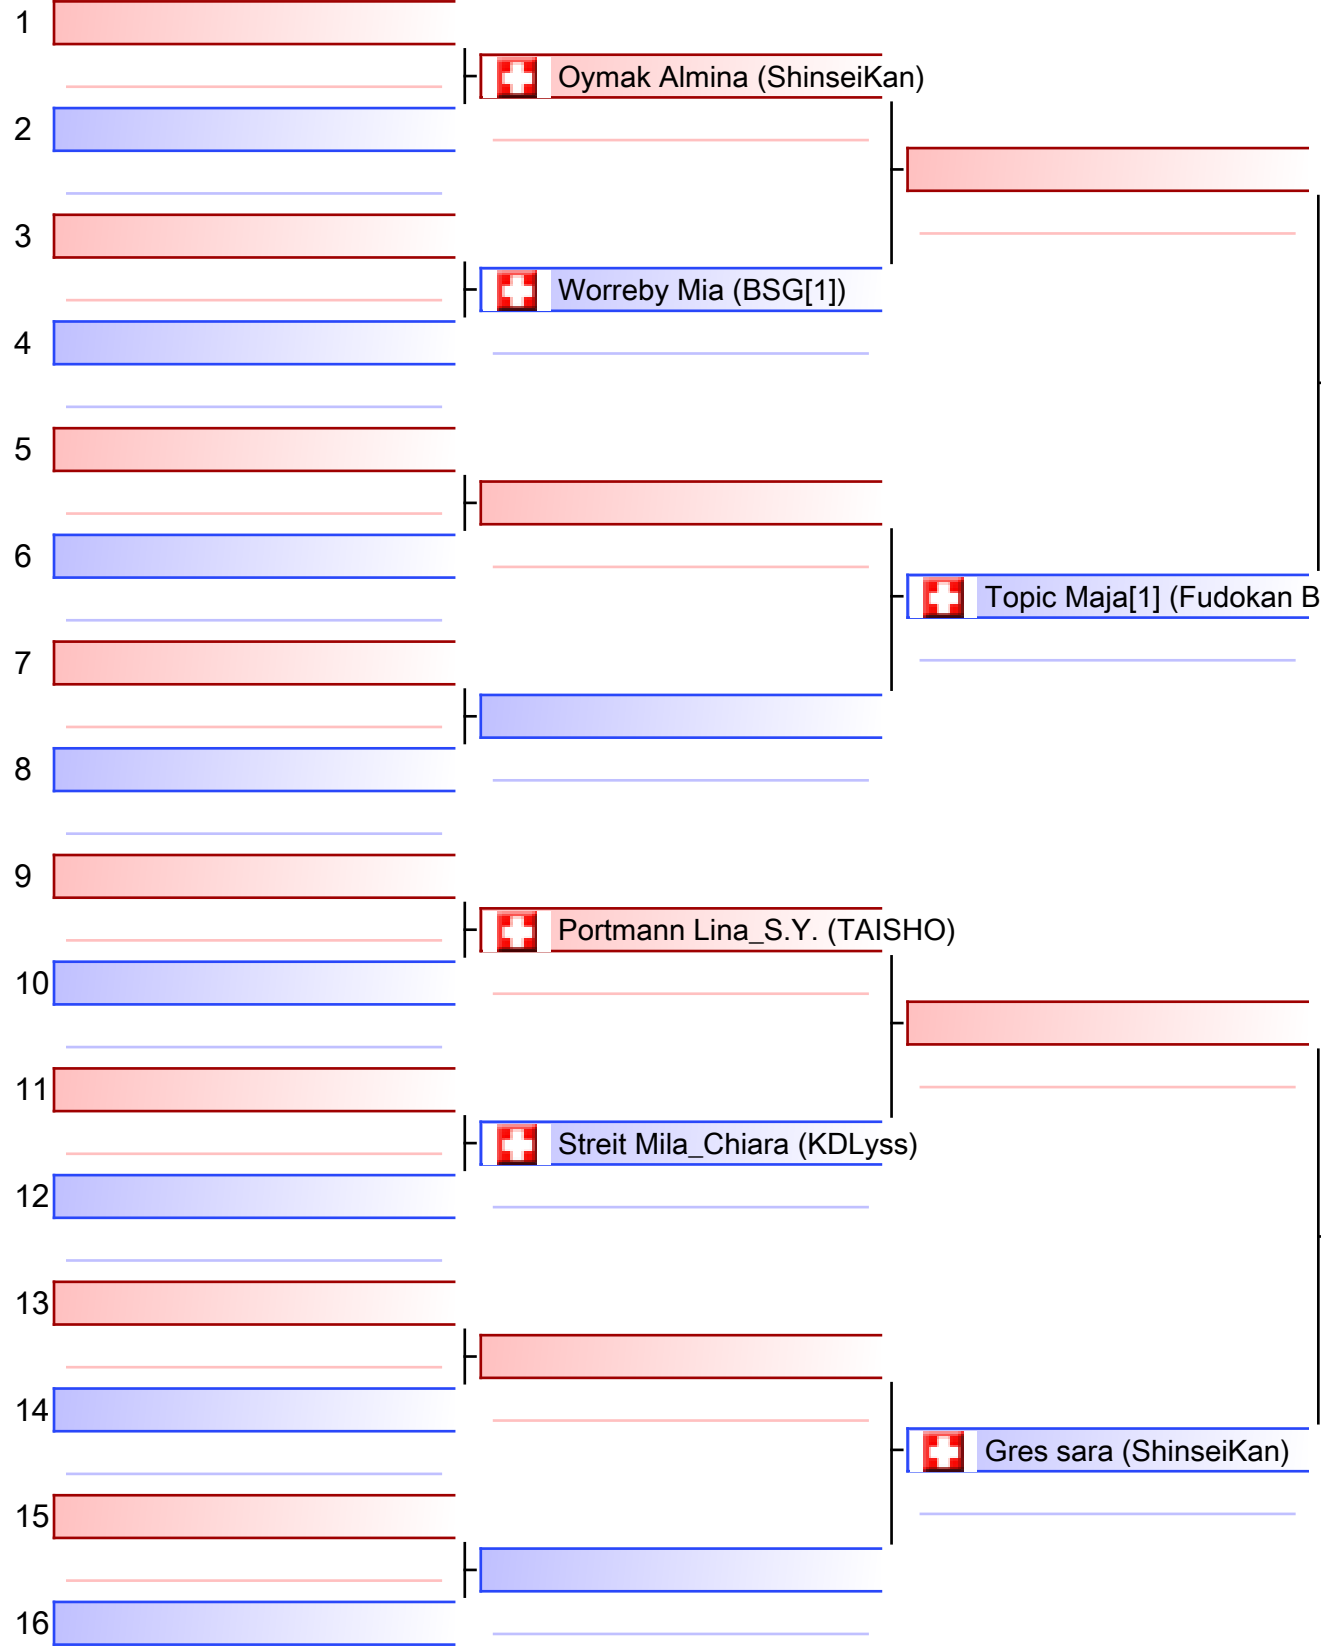 1
Oymak Almina (ShinseiKan)
2
3
Worreby Mia (BSG[1])
4
5
6
Topic Maja[1] (Fudokan B
7
8
9
Portmann Lina_S.Y. (TAISHO)
10
11
Streit Mila_Chiara (KDLyss)
12
13
14
Gres sara (ShinseiKan)
15
16